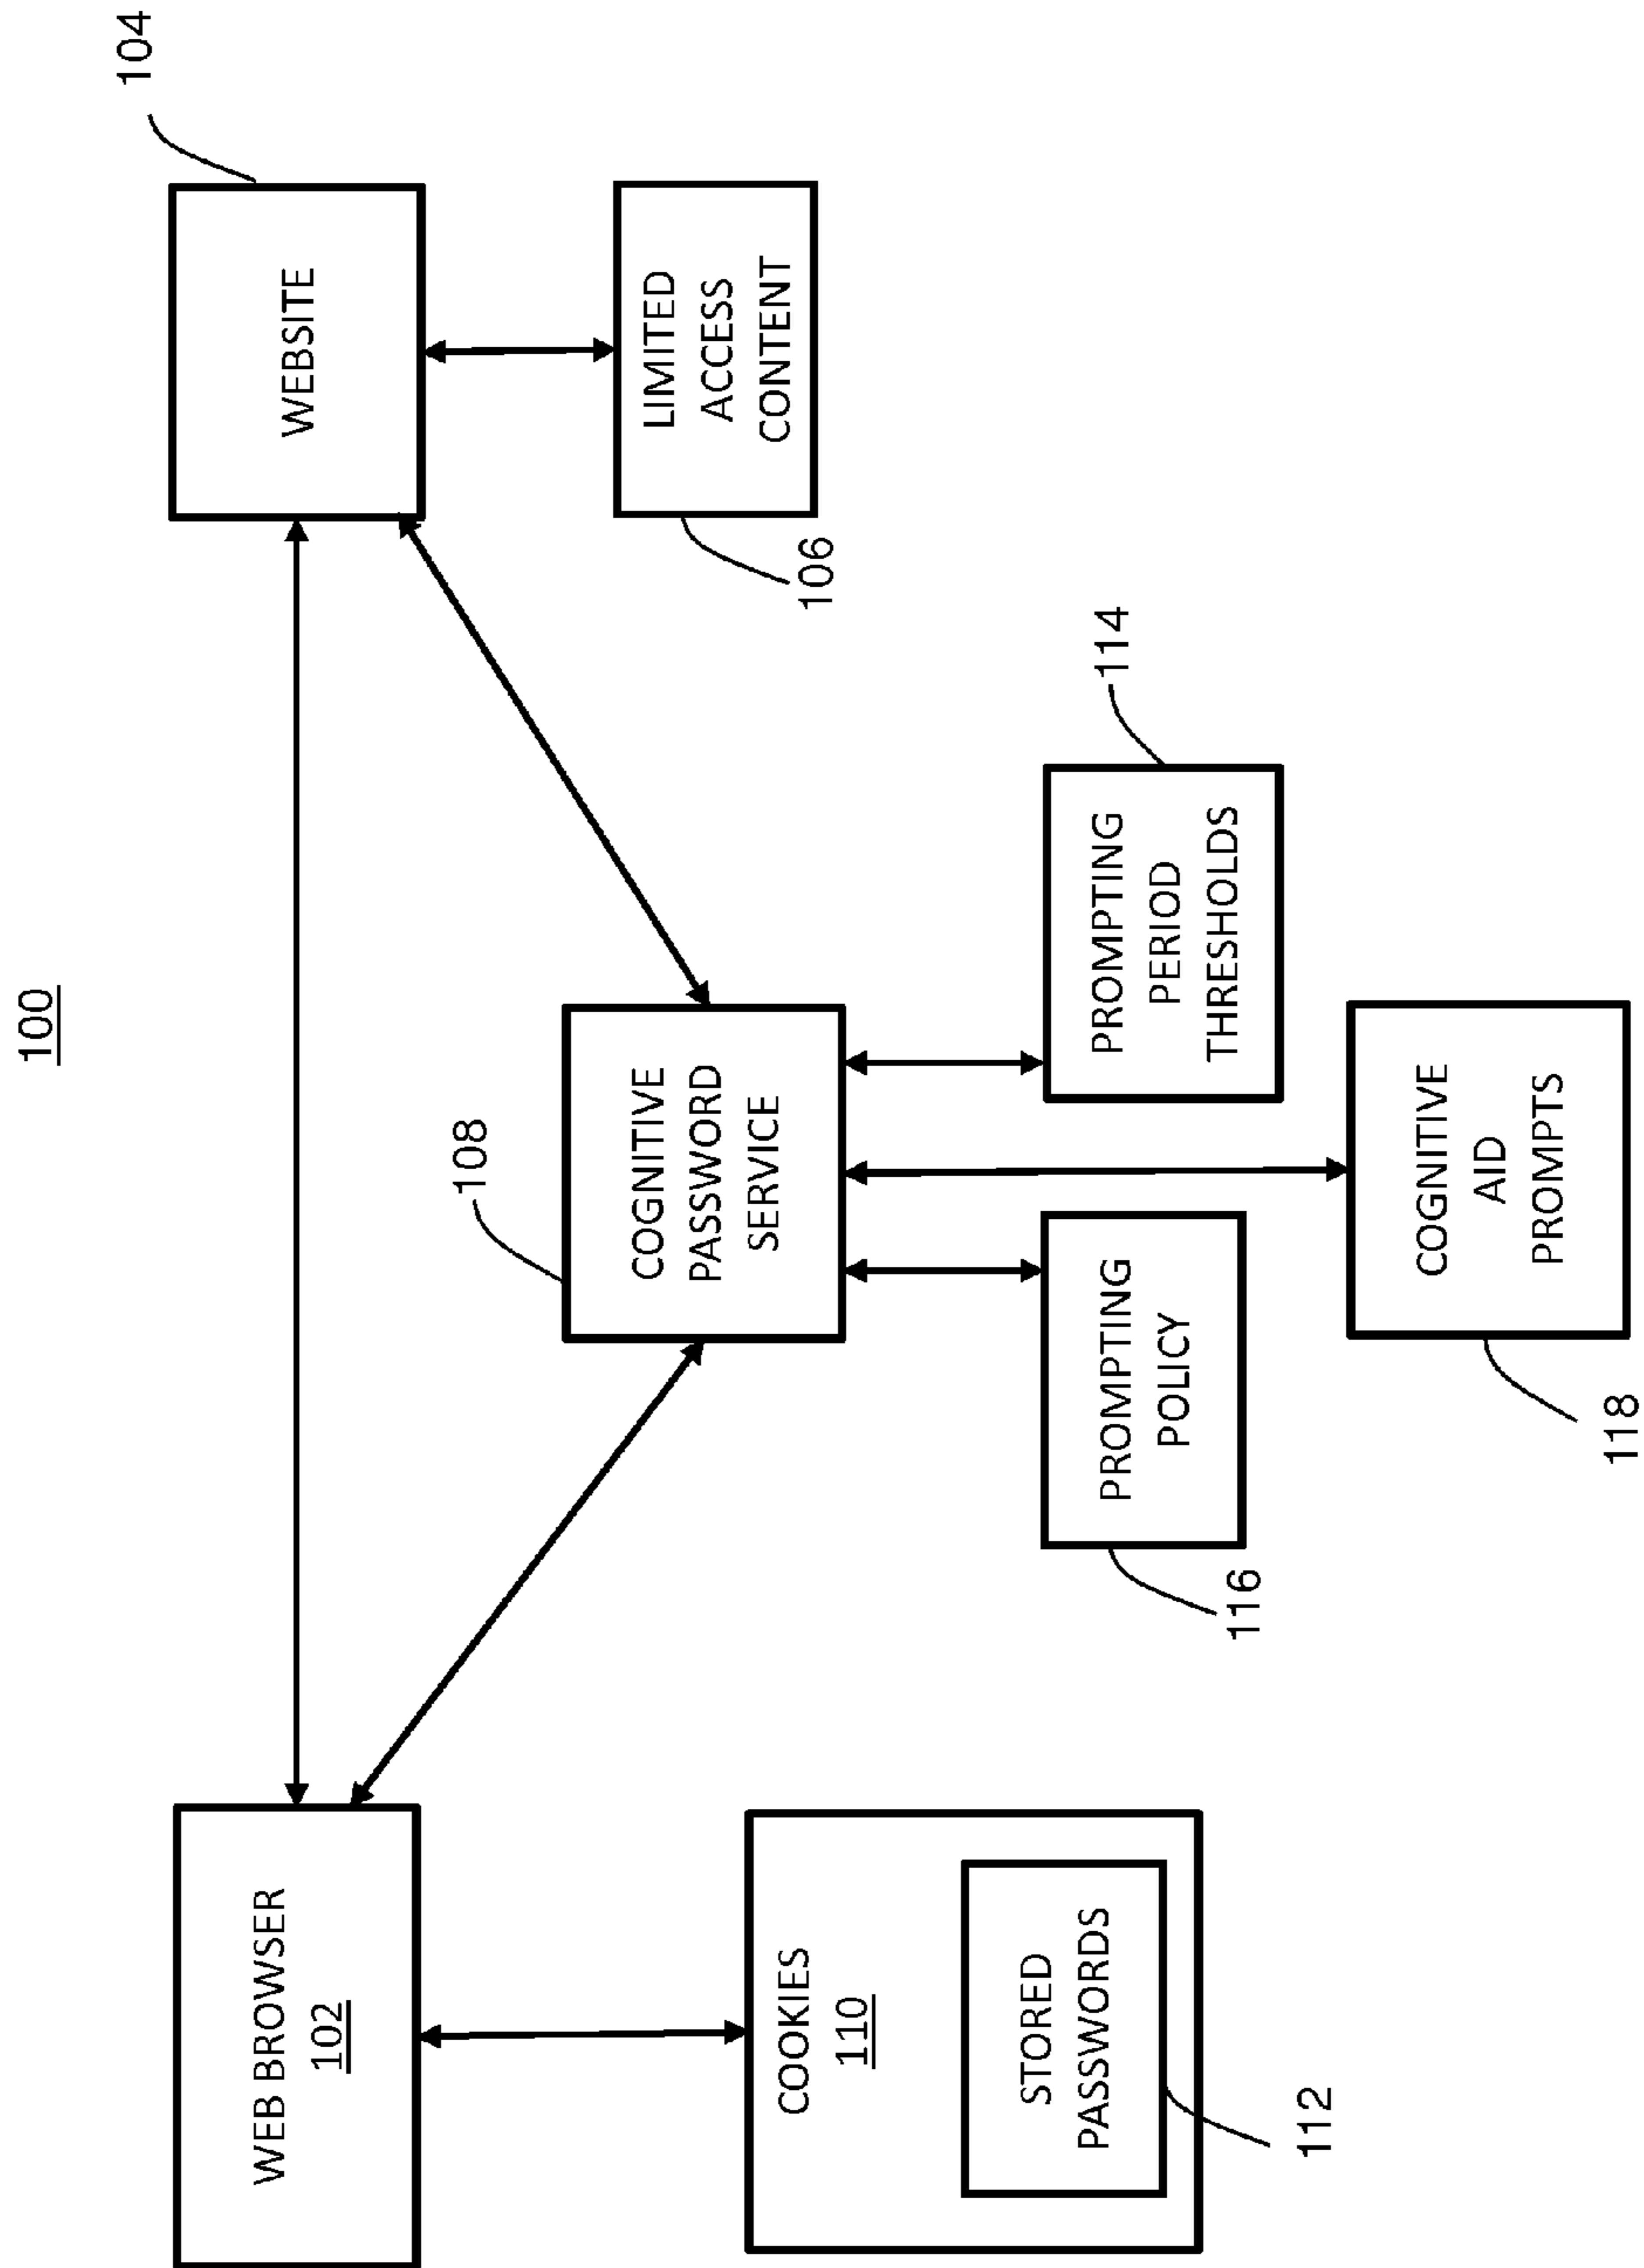 100
WEB BROWSER
102
WEBSITE
104
COOKIES
110
STORED
PASSWORDS
112
108
COGNITIVE
PASSWORD
SERVICE
LIMITED
ACCESS
CONTENT
106
PROMPTING
POLICY
116
PROMPTING
PERIOD
THRESHOLDS
114
COGNITIVE
AID
PROMPTS
118